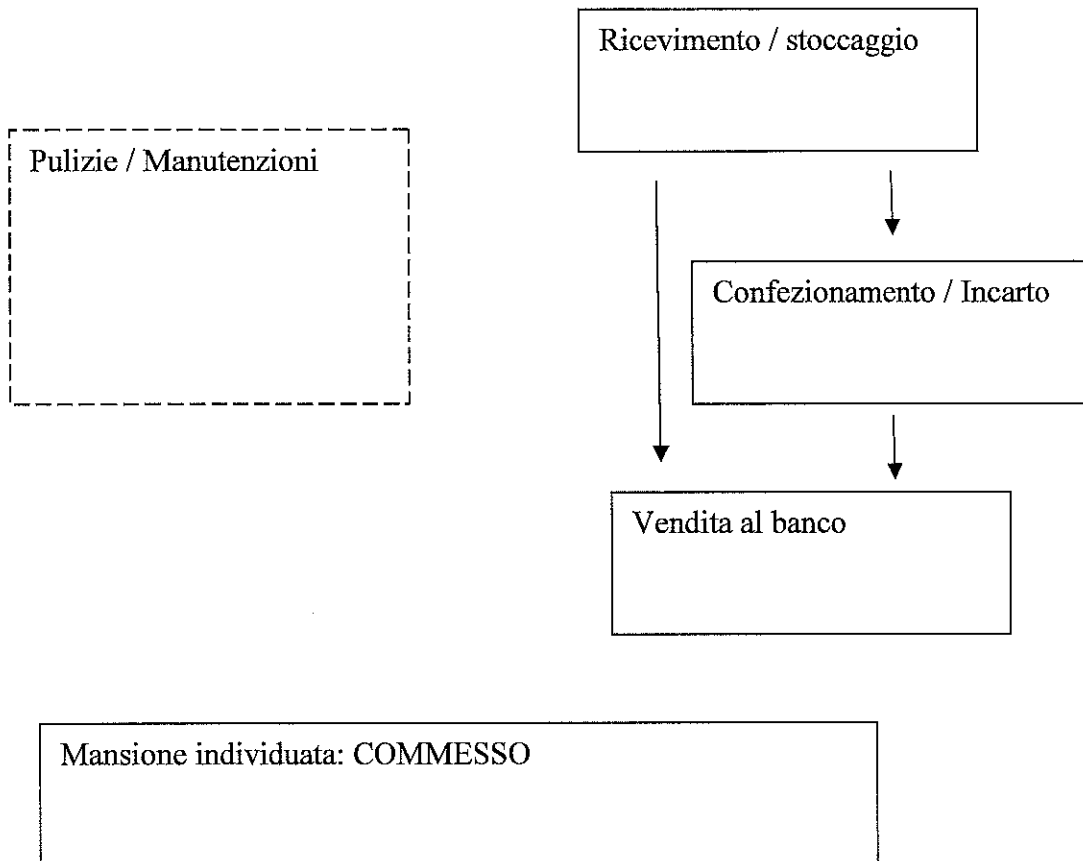 Ricevimento / stoccaggio
Pulizie / Manutenzioni
Confezionamento / Incarto
Vendita al banco
Mansione individuata: COMMESSO